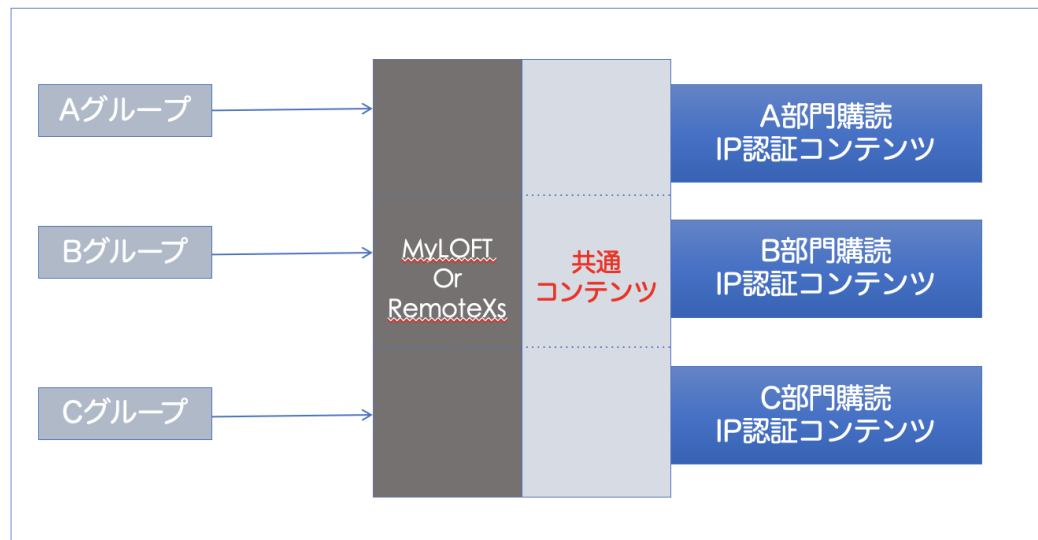 Aグループ
Bグループ
Cグループ
MyLOFT
Or
RemoteXs
共通
コンテンツ
A部門購読
IP認証コンテンツ
B部門購読
IP認証コンテンツ
C部門購読
IP認証コンテンツ